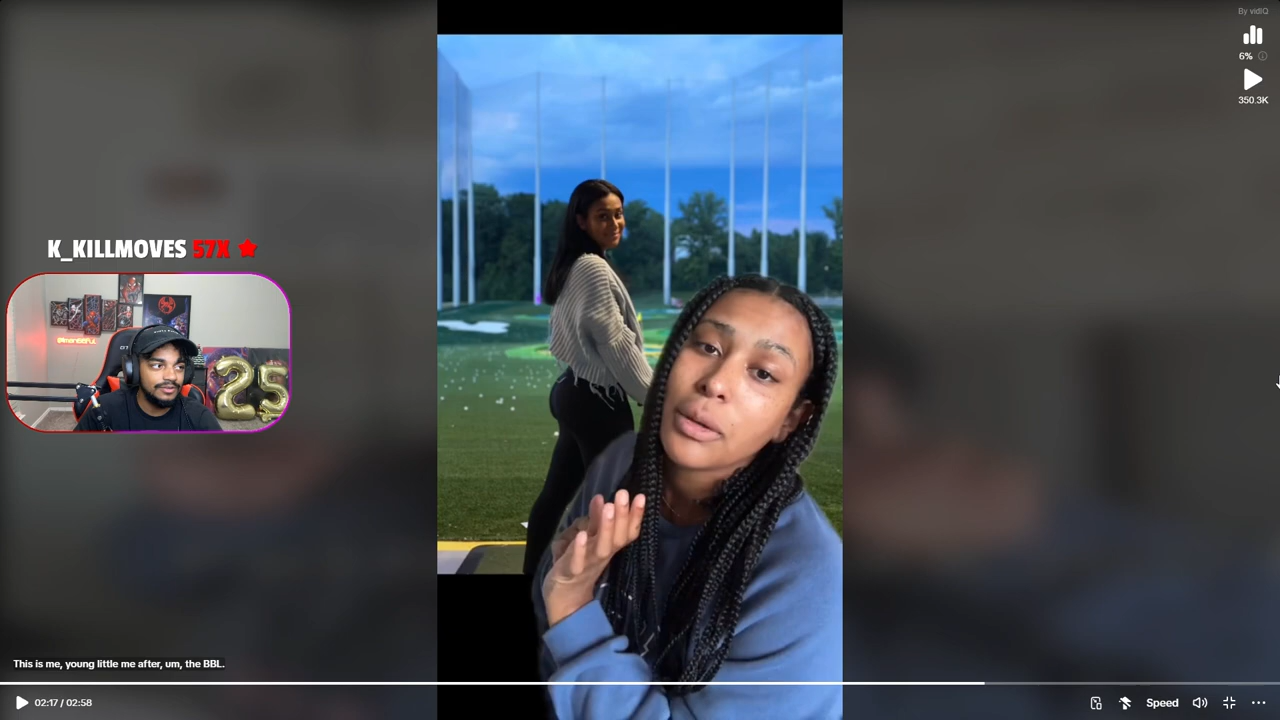 By vidIQ
6%
350.3K
K_KILLMOVES 57X
25
This is me, young little me after, um, the BBL.
02:17 / 02:58
Speed